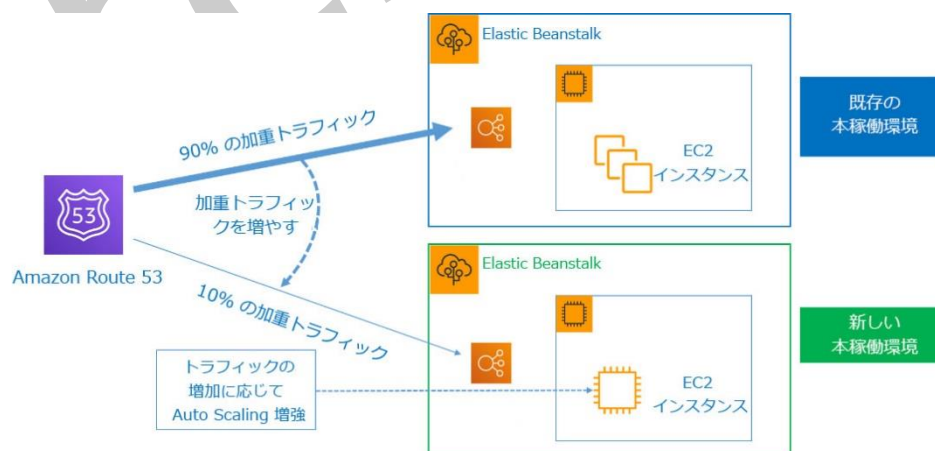 Elastic Beanstalk
90% の加重トラフィック
EC2
インスタンス
既存の
本稼働環境
加重トラフィッ
クを増やす
53
Amazon Route 53
10% の加重トラフィック
Elastic Beanstalk
EC2
インスタンス
新しい
本稼働環境
トラフィックの
増加に応じて
Auto Scaling 増強